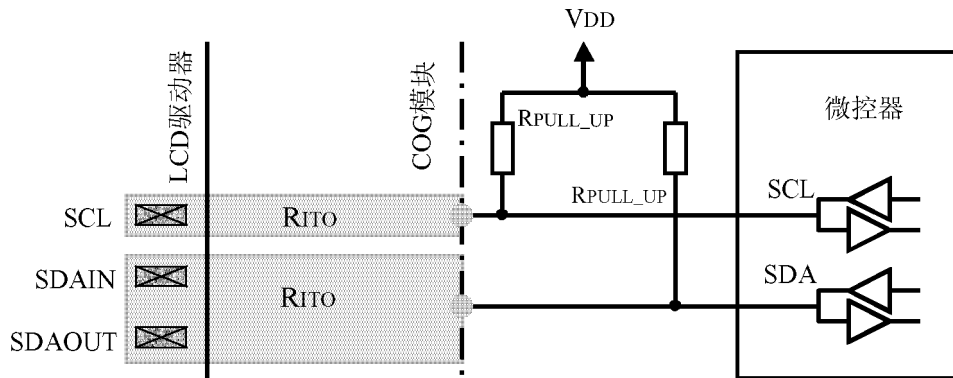 VDD
LCD驱动器
COG模块
RPULL_UP
微控器
RPULL_UP
SCL
SCL
RITO
SDAIN
SDA
RITO
SDAOUT